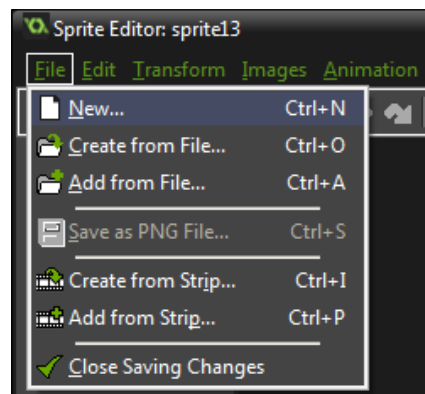 Sprite Editor: sprite13
File Edit Transform Images Animation
New... Ctrl+N
Create from File... Ctrl+O
Add from File... Ctrl+A
Save as PNG File... Ctrl+S
Create from Strip... Ctrl+I
Add from Strip... Ctrl+P
Close Saving Changes